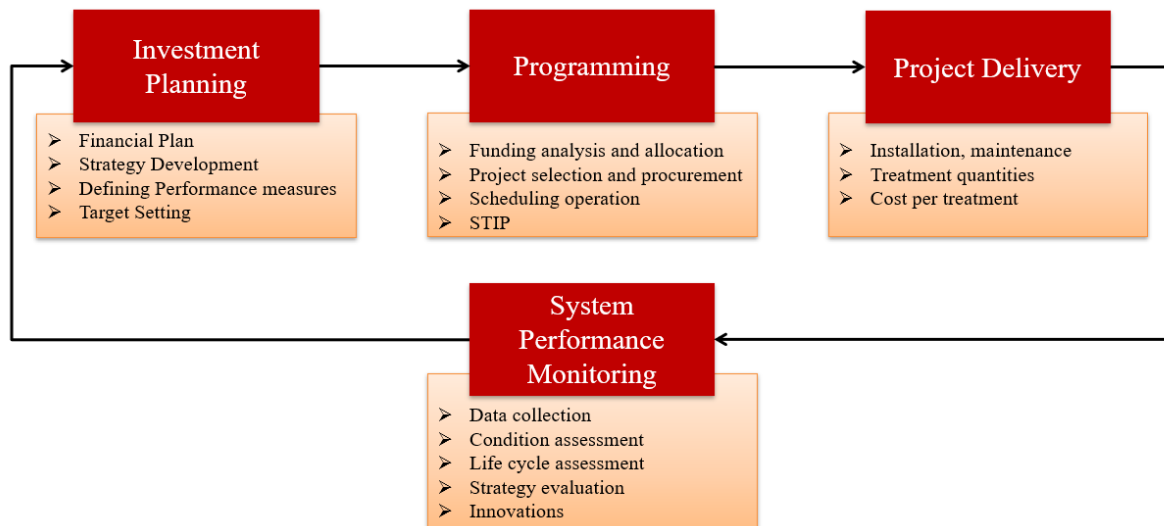 Investment
Planning
Financial Plan
Strategy Development
Defining Performance measures
Target Setting
Programming
Funding analysis and allocation
Project selection and procurement
Scheduling operation
STIP
Project Delivery
Installation, maintenance
Treatment quantities
Cost per treatment
System
Performance
Monitoring
Data collection
Condition assessment
Life cycle assessment
Strategy evaluation
Innovations